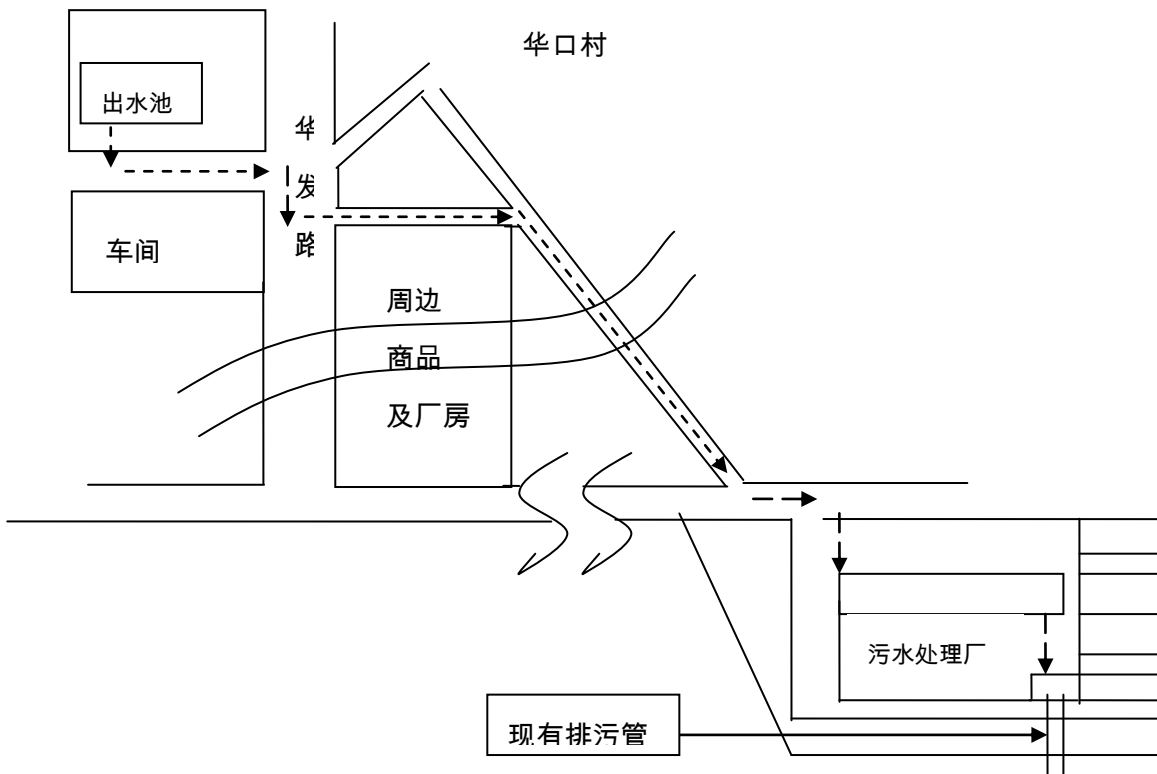 华口村
出水池
华
发
路
车间
周边
商品
及厂房
污水处理厂
现有排污管